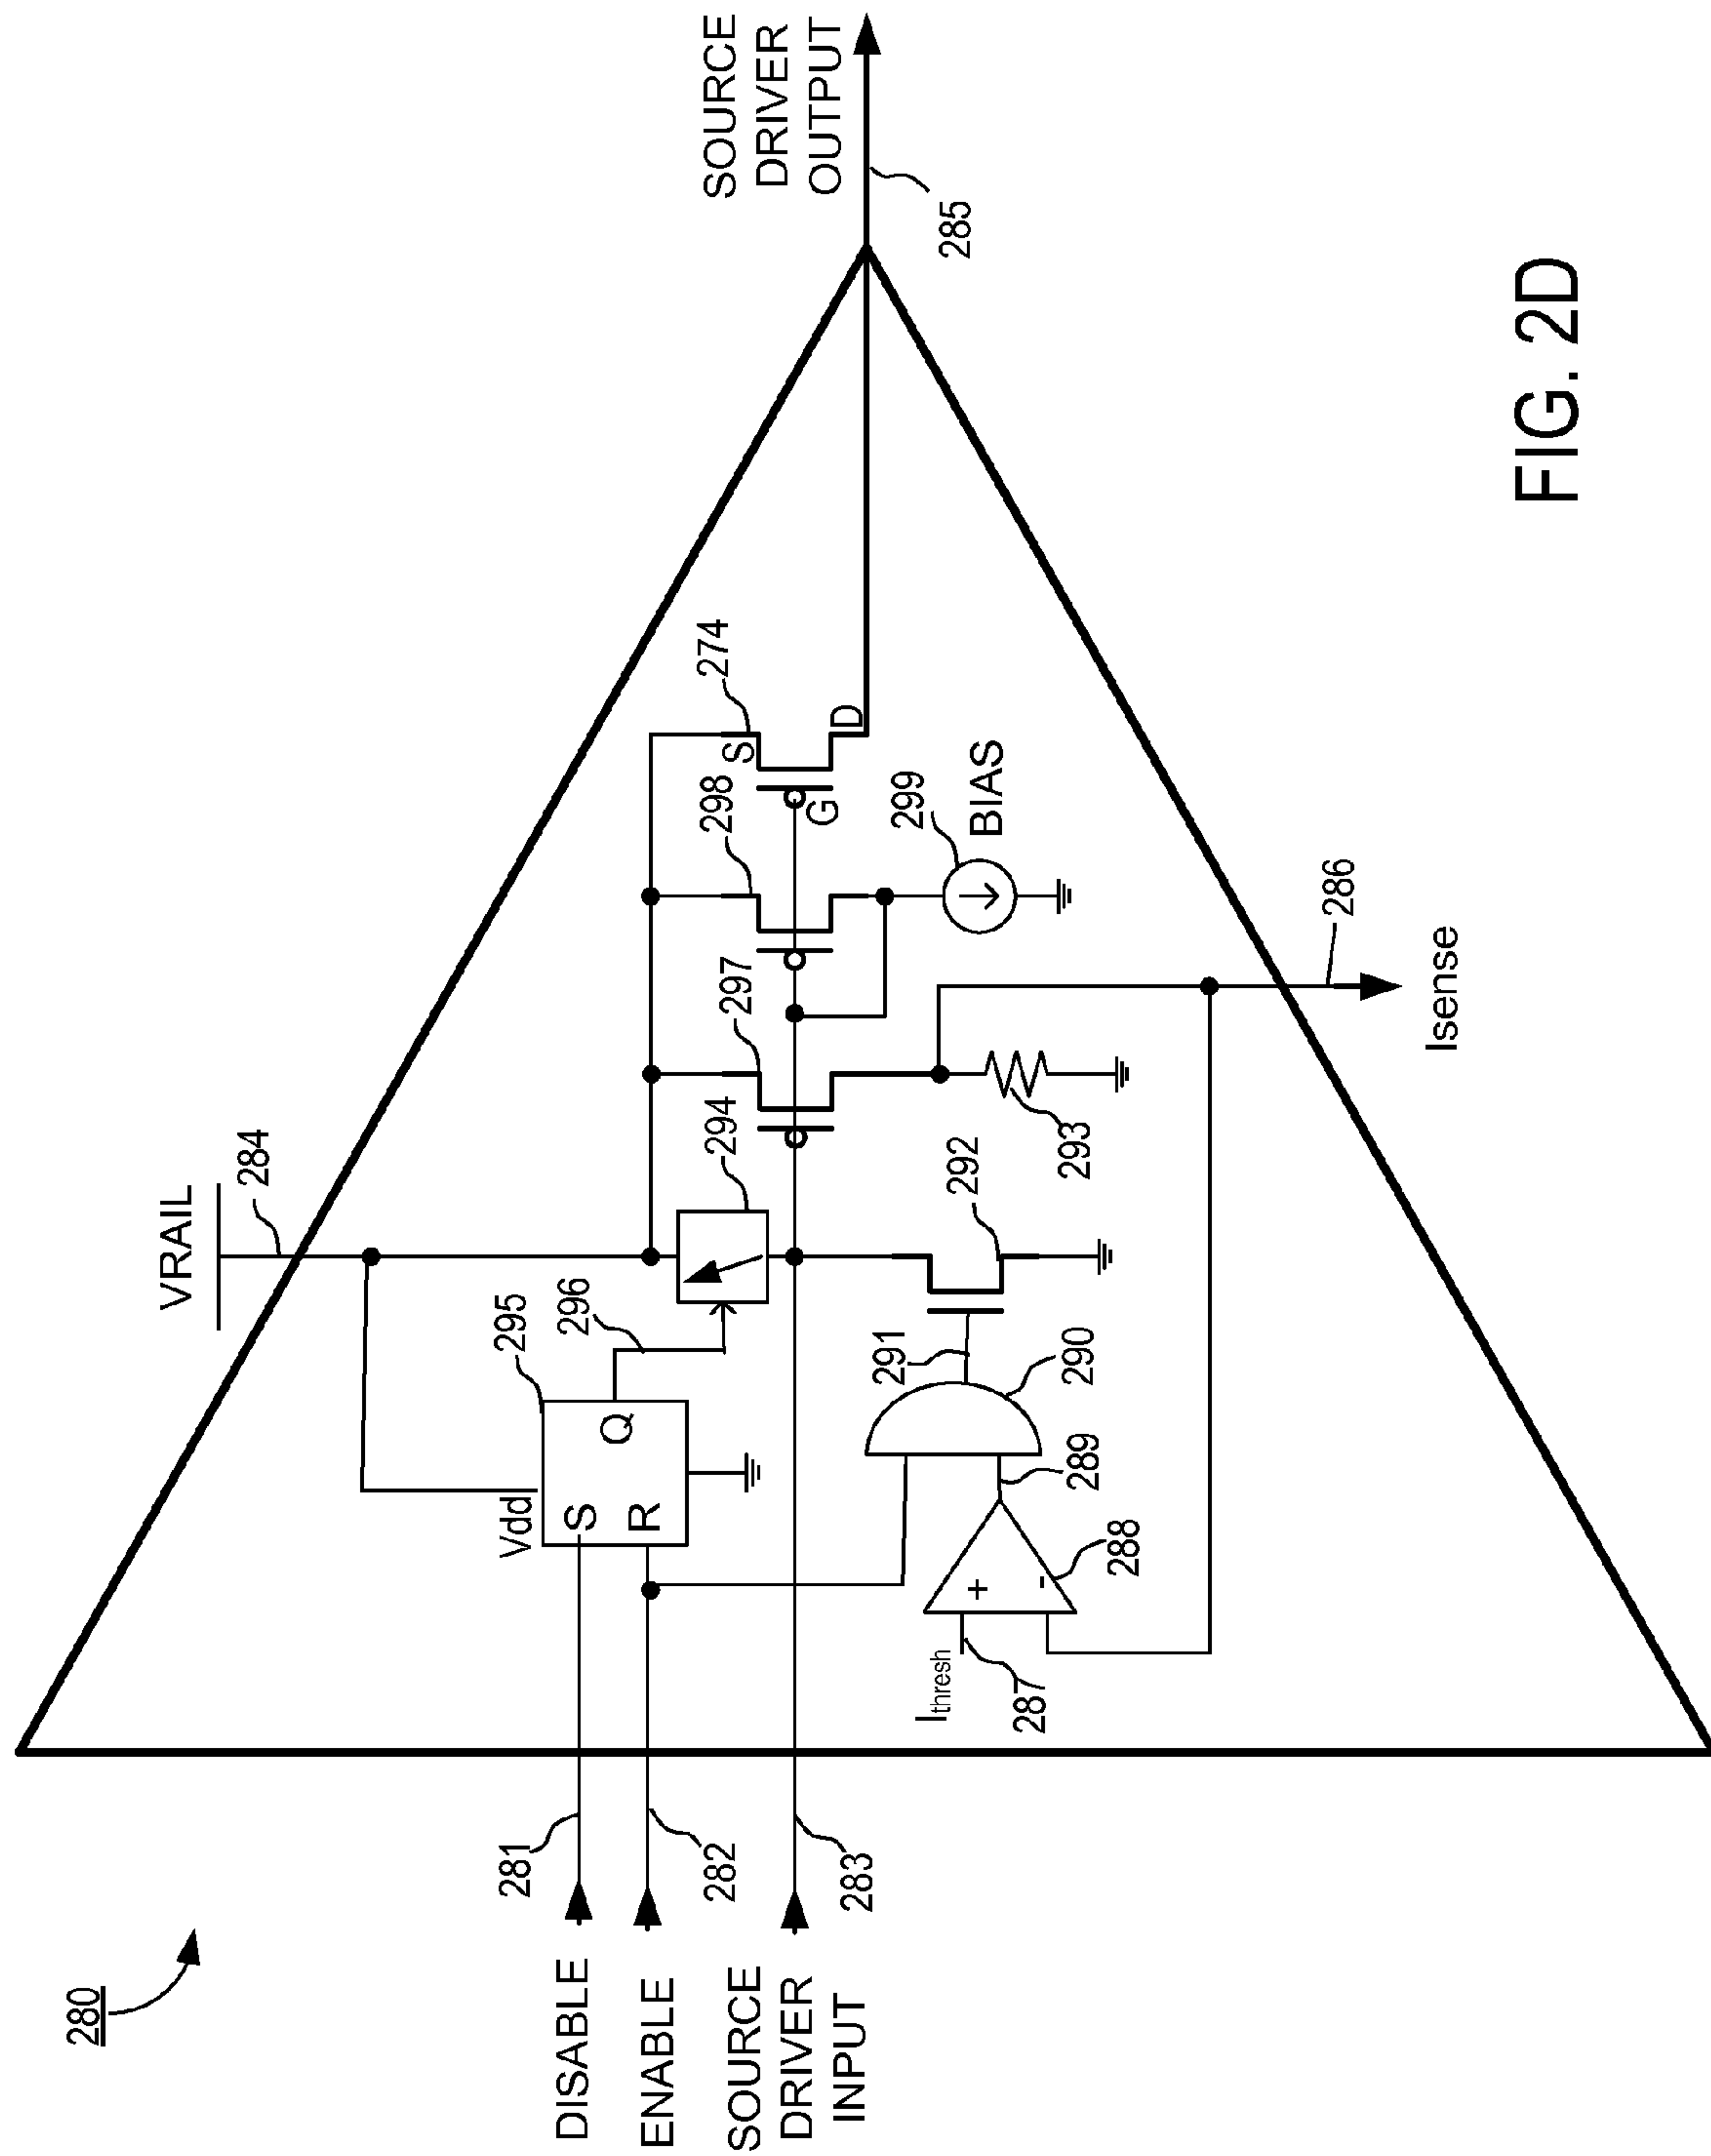 280
VRAIL
284
DISABLE
281
ENABLE
282
SOURCE
DRIVER
INPUT
283
Vdd
S
R
Q
295
296
294
297
298
274
S
G
D
SOURCE
DRIVER
OUTPUT
285
Ithresh
287
+
-
288
289
290
291
292
293
299
BIAS
286
Isense
FIG. 2D